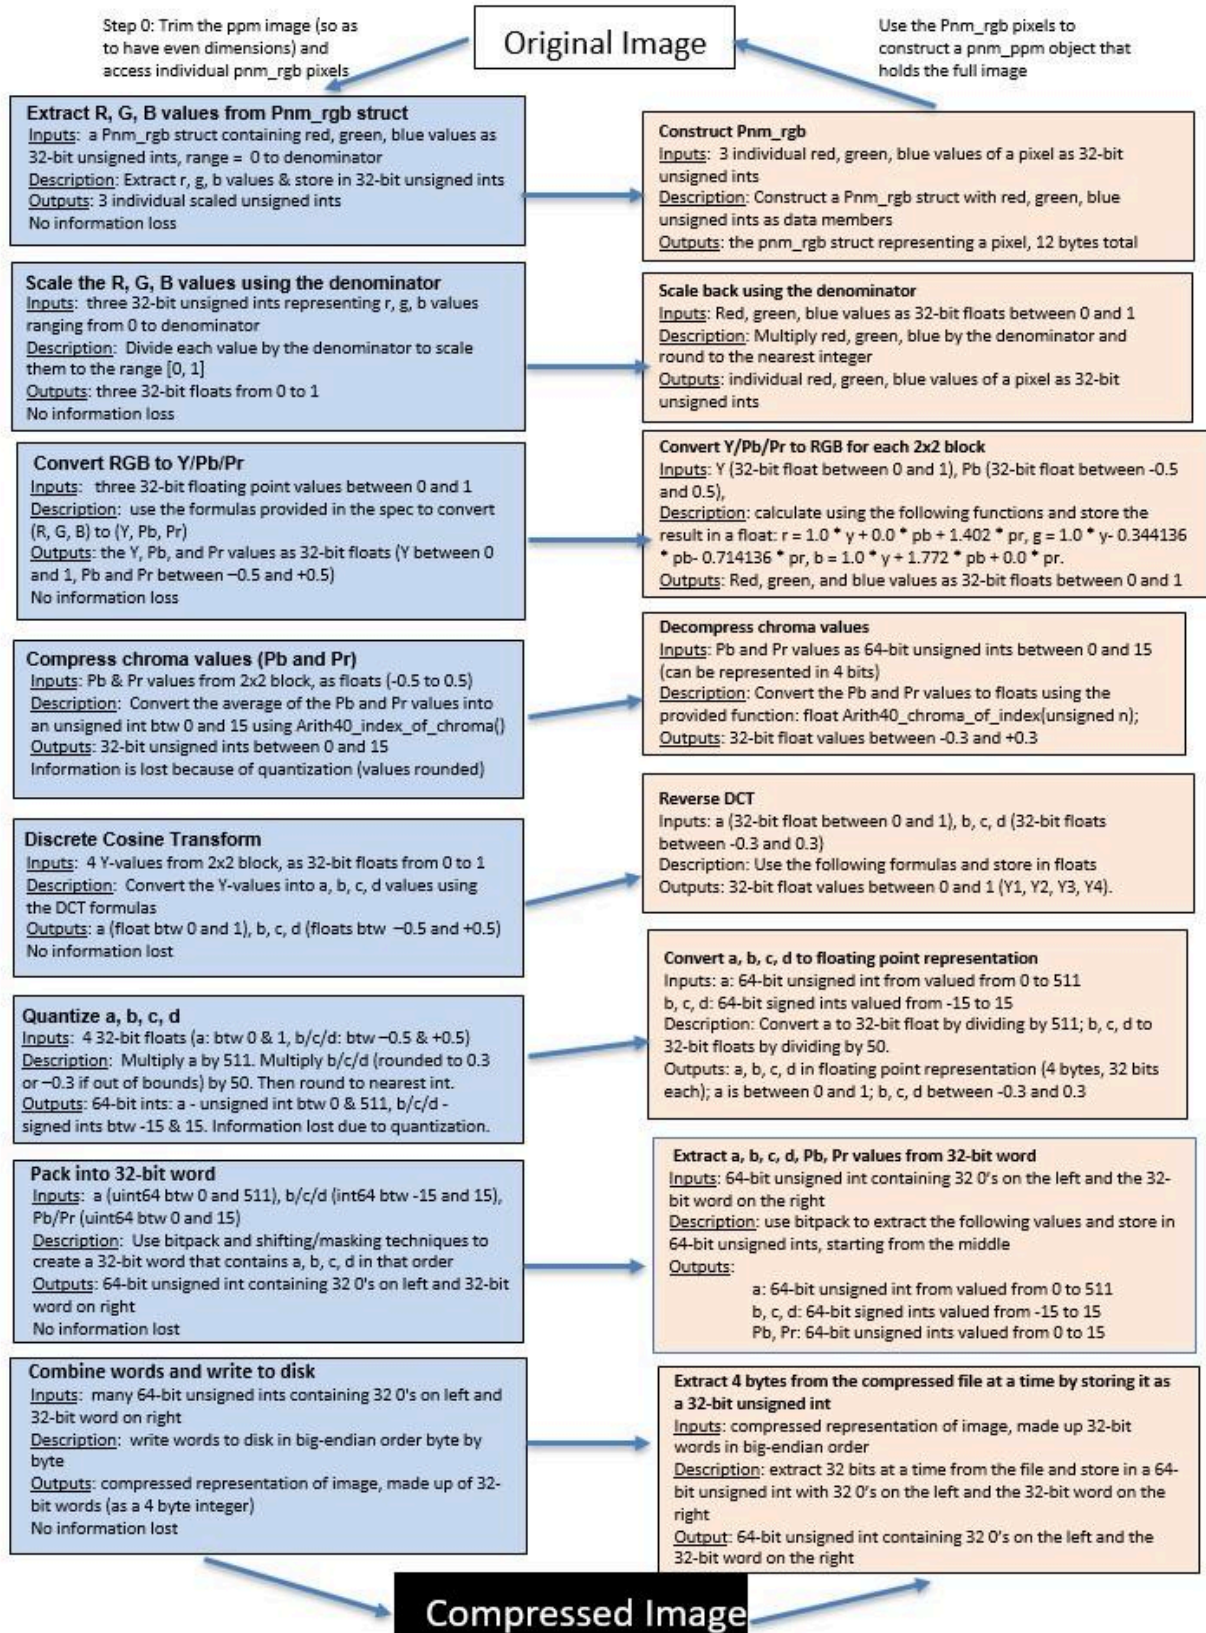 Step 0: Trim the ppm image (so as
to have even dimensions) and
access individual pnm_rgb pixels
Original Image
Use the Pnm_rgb pixels to
construct a pnm_ppm object that
holds the full image
Extract R, G, B values from Pnm_rgb struct
Inputs: a Pnm_rgb struct containing red, green, blue values as
32-bit unsigned ints, range = 0 to denominator
Description: Extract r, g, b values & store in 32-bit unsigned ints
Outputs: 3 individual scaled unsigned ints
No information loss
Construct Pnm_rgb
Inputs: 3 individual red, green, blue values of a pixel as 32-bit
unsigned ints
Description: Construct a Pnm_rgb struct with red, green, blue
unsigned ints as data members
Outputs: the pnm_rgb struct representing a pixel, 12 bytes total
Scale the R, G, B values using the denominator
Inputs: three 32-bit unsigned ints representing r, g, b values
ranging from 0 to denominator
Description: Divide each value by the denominator to scale
them to the range [0, 1]
Outputs: three 32-bit floats from 0 to 1
No information loss
Scale back using the denominator
Inputs: Red, green, blue values as 32-bit floats between 0 and 1
Description: Multiply red, green, blue by the denominator and
round to the nearest integer
Outputs: individual red, green, blue values of a pixel as 32-bit
unsigned ints
Convert RGB to Y/Pb/Pr
Inputs: three 32-bit floating point values between 0 and 1
Description: use the formulas provided in the spec to convert
(R, G, B) to (Y, Pb, Pr)
Outputs: the Y, Pb, and Pr values as 32-bit floats (Y between 0
and 1, Pb and Pr between –0.5 and +0.5)
No information loss
Convert Y/Pb/Pr to RGB for each 2x2 block
Inputs: Y (32-bit float between 0 and 1), Pb (32-bit float between -0.5
and 0.5),
Description: calculate using the following functions and store the
result in a float: r = 1.0 * y + 0.0 * pb + 1.402 * pr, g = 1.0 * y- 0.344136
* pb- 0.714136 * pr, b = 1.0 * y + 1.772 * pb + 0.0 * pr.
Outputs: Red, green, and blue values as 32-bit floats between 0 and 1
Compress chroma values (Pb and Pr)
Inputs: Pb & Pr values from 2x2 block, as floats (-0.5 to 0.5)
Description: Convert the average of the Pb and Pr values into
an unsigned int btw 0 and 15 using Arith40_index_of_chroma()
Outputs: 32-bit unsigned ints between 0 and 15
Information is lost because of quantization (values rounded)
Decompress chroma values
Inputs: Pb and Pr values as 64-bit unsigned ints between 0 and 15
(can be represented in 4 bits)
Description: Convert the Pb and Pr values to floats using the
provided function: float Arith40_chroma_of_index(unsigned n);
Outputs: 32-bit float values between -0.3 and +0.3
Discrete Cosine Transform
Inputs: 4 Y-values from 2x2 block, as 32-bit floats from 0 to 1
Description: Convert the Y-values into a, b, c, d values using
the DCT formulas
Outputs: a (float btw 0 and 1), b, c, d (floats btw –0.5 and +0.5)
No information lost
Reverse DCT
Inputs: a (32-bit float between 0 and 1), b, c, d (32-bit floats
between -0.3 and 0.3)
Description: Use the following formulas and store in floats
Outputs: 32-bit float values between 0 and 1 (Y1, Y2, Y3, Y4).
Quantize a, b, c, d
Inputs: 4 32-bit floats (a: btw 0 & 1, b/c/d: btw –0.5 & +0.5)
Description: Multiply a by 511. Multiply b/c/d (rounded to 0.3
or –0.3 if out of bounds) by 50. Then round to nearest int.
Outputs: 64-bit ints: a - unsigned int btw 0 & 511, b/c/d -
signed ints btw -15 & 15. Information lost due to quantization.
Convert a, b, c, d to floating point representation
Inputs: a: 64-bit unsigned int from valued from 0 to 511
b, c, d: 64-bit signed ints valued from -15 to 15
Description: Convert a to 32-bit float by dividing by 511; b, c, d to
32-bit floats by dividing by 50.
Outputs: a, b, c, d in floating point representation (4 bytes, 32 bits
each); a is between 0 and 1; b, c, d between -0.3 and 0.3
Pack into 32-bit word
Inputs: a (uint64 btw 0 and 511), b/c/d (int64 btw -15 and 15),
Pb/Pr (uint64 btw 0 and 15)
Description: Use bitpack and shifting/masking techniques to
create a 32-bit word that contains a, b, c, d in that order
Outputs: 64-bit unsigned int containing 32 0's on left and 32-bit
word on right
No information lost
Extract a, b, c, d, Pb, Pr values from 32-bit word
Inputs: 64-bit unsigned int containing 32 0's on the left and the 32-
bit word on the right
Description: use bitpack to extract the following values and store in
64-bit unsigned ints, starting from the middle
Outputs:
a: 64-bit unsigned int from valued from 0 to 511
b, c, d: 64-bit signed ints valued from -15 to 15
Pb, Pr: 64-bit unsigned ints valued from 0 to 15
Combine words and write to disk
Inputs: many 64-bit unsigned ints containing 32 0's on left and
32-bit word on right
Description: write words to disk in big-endian order byte by
byte
Outputs: compressed representation of image, made up of 32-
bit words (as a 4 byte integer)
No information lost
Extract 4 bytes from the compressed file at a time by storing it as
a 32-bit unsigned int
Inputs: compressed representation of image, made up 32-bit
words in big-endian order
Description: extract 32 bits at a time from the file and store in a 64-
bit unsigned int with 32 0's on the left and the 32-bit word on the
right
Output: 64-bit unsigned int containing 32 0's on the left and the
32-bit word on the right
Compressed Image